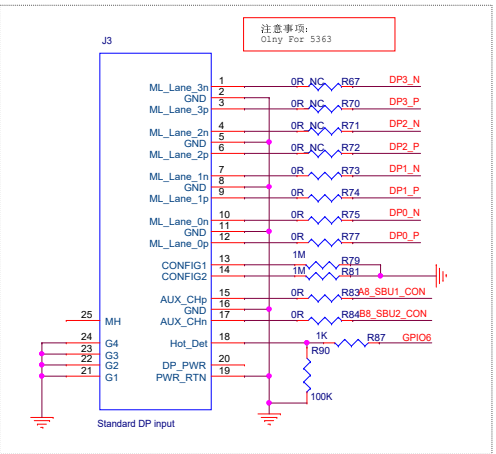 注意事项:
Olny For 5363
J3
ML_Lane_3n 1 0R NC R67 DP3_N
GND 2
ML_Lane_3p 3 0R NC R70 DP3_P
ML_Lane_2n 4 0R NC R71 DP2_N
GND 5
ML_Lane_2p 6 0R NC R72 DP2_P
ML_Lane_1n 7 0R R73 DP1_N
GND 8
ML_Lane_1p 9 0R R74 DP1_P
ML_Lane_0n 10 0R R75 DP0_N
GND 11
ML_Lane_0p 12 0R R77 DP0_P
CONFIG1 13 1M R79
CONFIG2 14 1M R81
AUX_CHp 15 0R R83 A8_SBU1_CON
GND 16
25 MH AUX_CHn 17 0R R84 B8_SBU2_CON
24 G4 Hot_Det 18 1K R87 GPIO6
23 G3
R90
22 G2 DP_PWR 20
21 G1 PWR_RTN 19
100K
Standard DP input